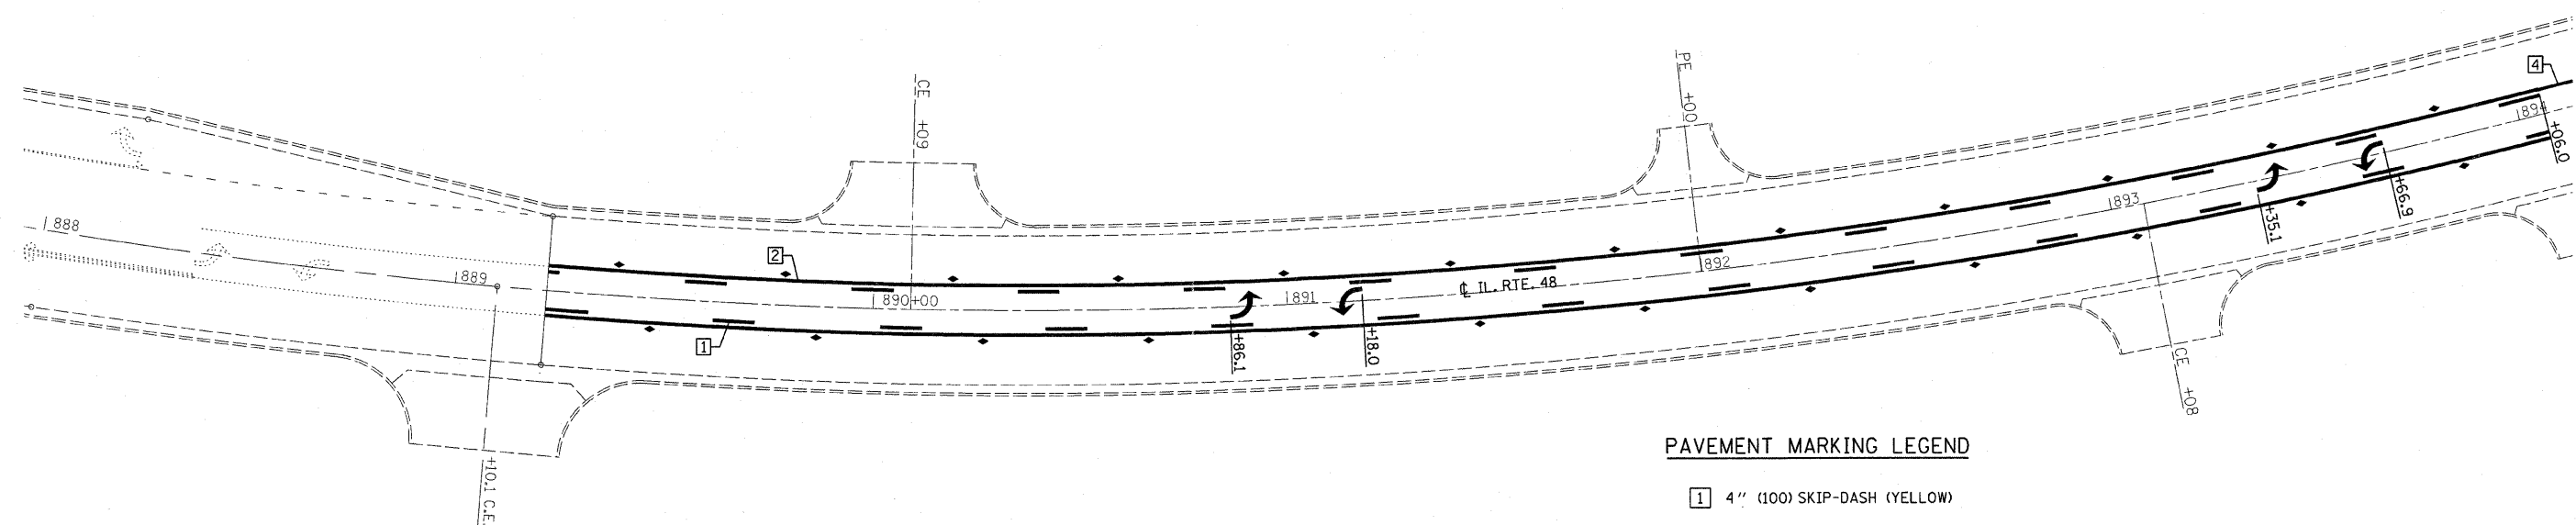 1888
1889
+10.1 C.E.
CE +09
2
1
1890+00
+86.1
1891
+18.0
℄ IL. RTE. 48
PE +00
1892
1893
CE +08
+35.1
+66.9
4
1894
+06.0
PAVEMENT MARKING LEGEND
1 4" (100) SKIP-DASH (YELLOW)